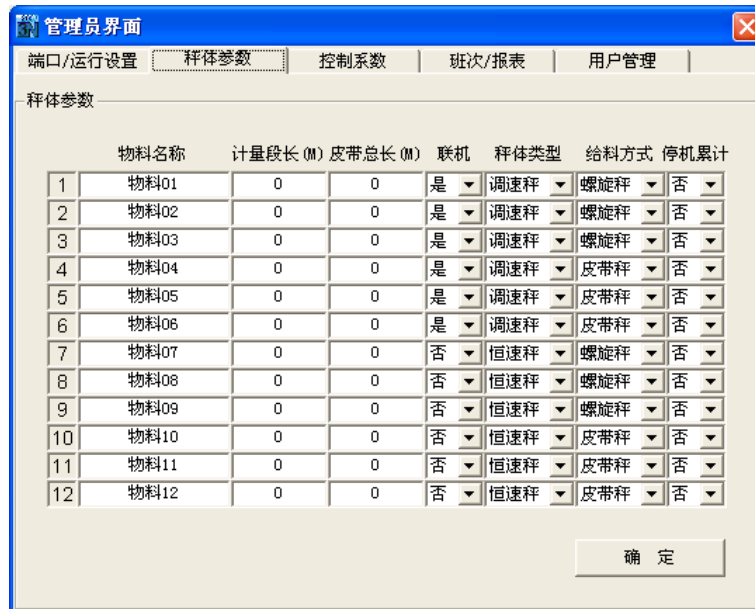 管理员界面
端口/运行设置 秤体参数 控制系数 班次/报表 用户管理
秤体参数
物料名称 计量段长(M) 皮带总长(M) 联机 秤体类型 给料方式 停机累计
1 物料01 0 0 是 调速秤 螺旋秤 否
2 物料02 0 0 是 调速秤 螺旋秤 否
3 物料03 0 0 是 调速秤 螺旋秤 否
4 物料04 0 0 是 调速秤 皮带秤 否
5 物料05 0 0 是 调速秤 皮带秤 否
6 物料06 0 0 是 调速秤 皮带秤 否
7 物料07 0 0 否 恒速秤 螺旋秤 否
8 物料08 0 0 否 恒速秤 螺旋秤 否
9 物料09 0 0 否 恒速秤 螺旋秤 否
10 物料10 0 0 否 恒速秤 皮带秤 否
11 物料11 0 0 否 恒速秤 皮带秤 否
12 物料12 0 0 否 恒速秤 皮带秤 否
确 定